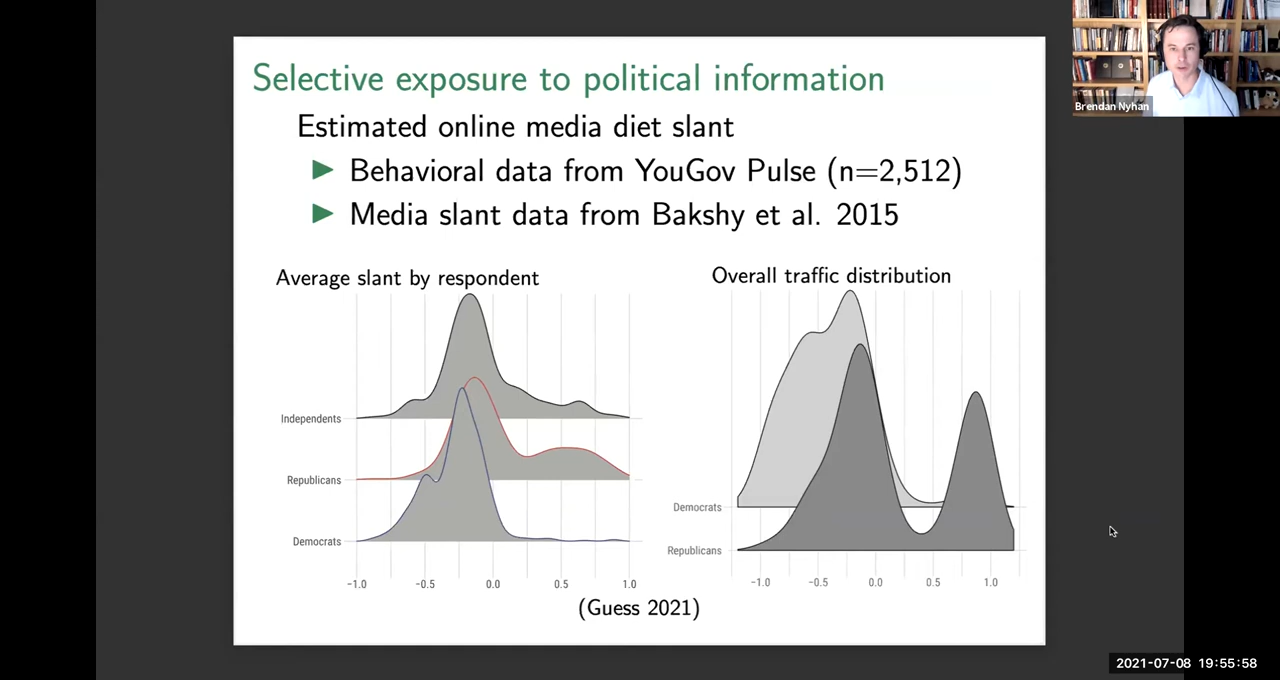 Selective exposure to political information
Estimated online media diet slant
Behavioral data from YouGov Pulse (n=2,512)
Media slant data from Bakshy et al. 2015
Average slant by respondent
Independents
Republicans
Democrats
-1.0 -0.5 0.0 0.5 1.0
Overall traffic distribution
Democrats
Republicans
-1.0 -0.5 0.0 0.5 1.0
(Guess 2021)
Brendan Nyhan
2021-07-08 19:55:58